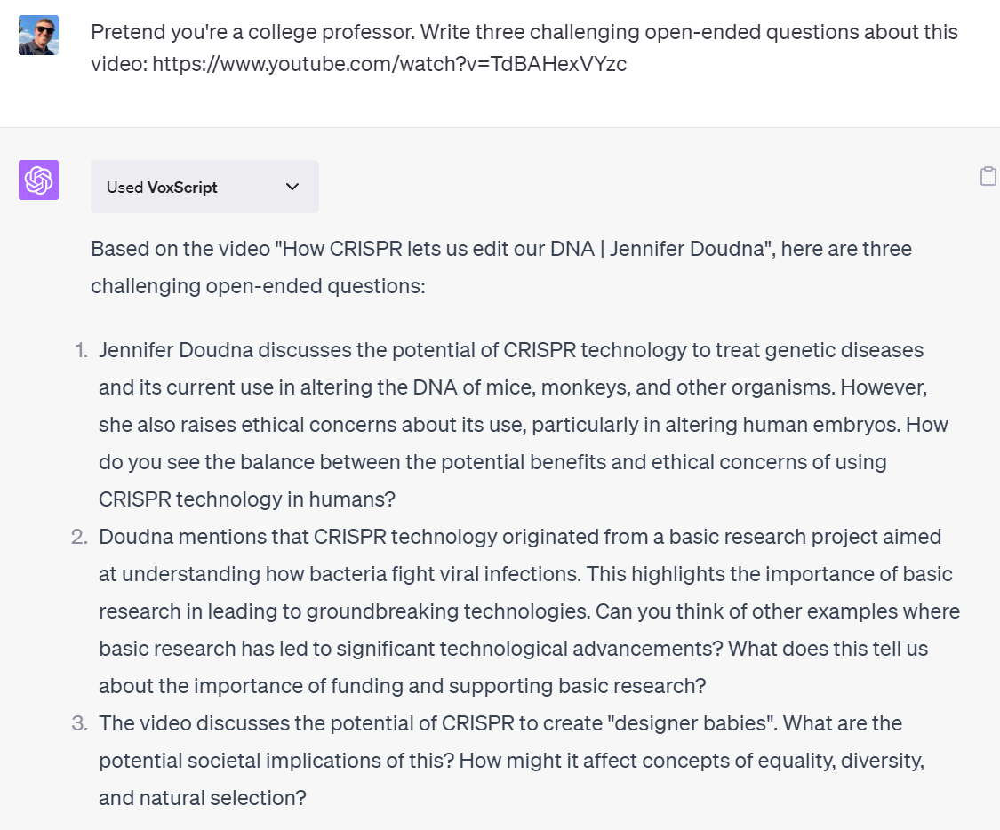 Pretend you're a college professor. Write three challenging open-ended questions about this
video: https://www.youtube.com/watch?v=TdBAHexVYzc
Used VoxScript
Based on the video "How CRISPR lets us edit our DNA | Jennifer Doudna", here are three
challenging open-ended questions:
1. Jennifer Doudna discusses the potential of CRISPR technology to treat genetic diseases
and its current use in altering the DNA of mice, monkeys, and other organisms. However,
she also raises ethical concerns about its use, particularly in altering human embryos. How
do you see the balance between the potential benefits and ethical concerns of using
CRISPR technology in humans?
2. Doudna mentions that CRISPR technology originated from a basic research project aimed
at understanding how bacteria fight viral infections. This highlights the importance of basic
research in leading to groundbreaking technologies. Can you think of other examples where
basic research has led to significant technological advancements? What does this tell us
about the importance of funding and supporting basic research?
3. The video discusses the potential of CRISPR to create "designer babies". What are the
potential societal implications of this? How might it affect concepts of equality, diversity,
and natural selection?